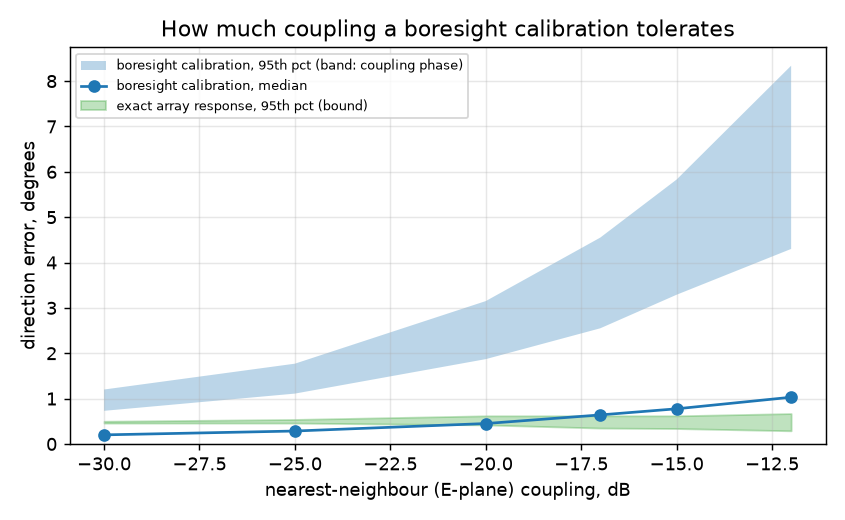 How much coupling a boresight calibration tolerates
boresight calibration, 95th pct (band: coupling phase)
boresight calibration, median
exact array response, 95th pct (bound)
direction error, degrees
8
7
6
5
4
3
2
1
0
−30.0 −27.5 −25.0 −22.5 −20.0 −17.5 −15.0 −12.5
nearest-neighbour (E-plane) coupling, dB